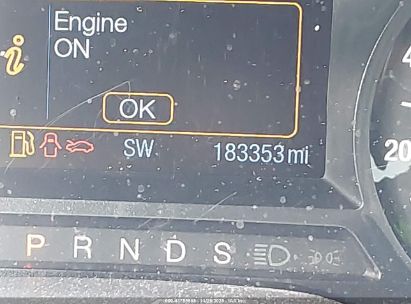 Engine
ON
OK
SW 183353 mi
20
P R N D S